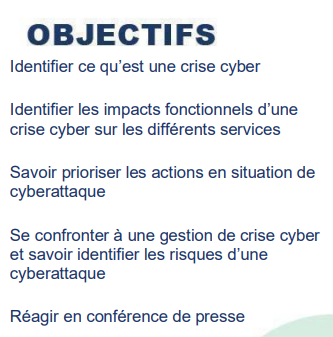 OBJECTIFS
Identifier ce qu’est une crise cyber
Identifier les impacts fonctionnels d’une
crise cyber sur les différents services
Savoir prioriser les actions en situation de
cyberattaque
Se confronter à une gestion de crise cyber
et savoir identifier les risques d’une
cyberattaque
Réagir en conférence de presse